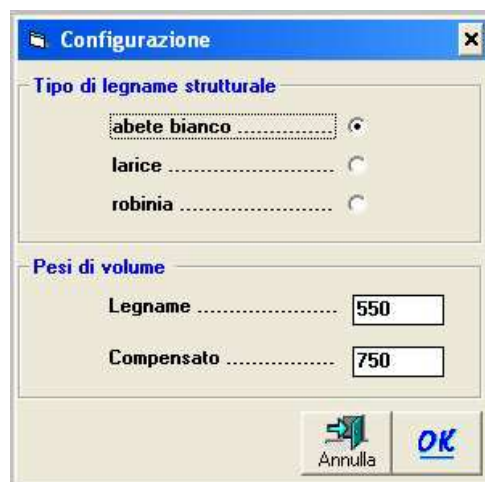 Configurazione
Tipo di legname strutturale
abete bianco ..............
larice ........................
robinia .......................
Pesi di volume
Legname .....................
550
Compensato ................
750
Annulla
OK